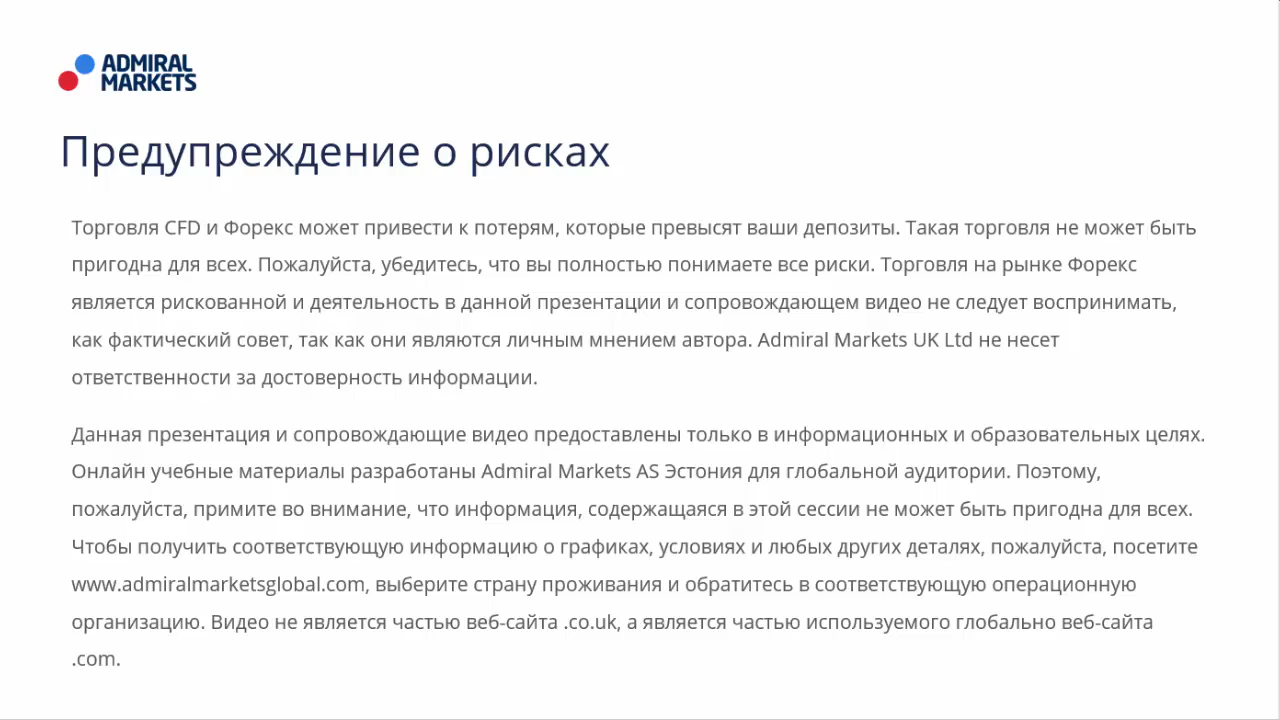 ADMIRAL
MARKETS
Предупреждение о рисках
Торговля CFD и Форекс может привести к потерям, которые превысят ваши депозиты. Такая торговля не может быть
пригодна для всех. Пожалуйста, убедитесь, что вы полностью понимаете все риски. Торговля на рынке Форекс
является рискованной и деятельность в данной презентации и сопровождающем видео не следует воспринимать,
как фактический совет, так как они являются личным мнением автора. Admiral Markets UK Ltd не несет
ответственности за достоверность информации.
Данная презентация и сопровождающие видео предоставлены только в информационных и образовательных целях.
Онлайн учебные материалы разработаны Admiral Markets AS Эстония для глобальной аудитории. Поэтому,
пожалуйста, примите во внимание, что информация, содержащаяся в этой сессии не может быть пригодна для всех.
Чтобы получить соответствующую информацию о графиках, условиях и любых других деталях, пожалуйста, посетите
www.admiralmarketsglobal.com, выберите страну проживания и обратитесь в соответствующую операционную
организацию. Видео не является частью веб-сайта .co.uk, а является частью используемого глобально веб-сайта
.com.